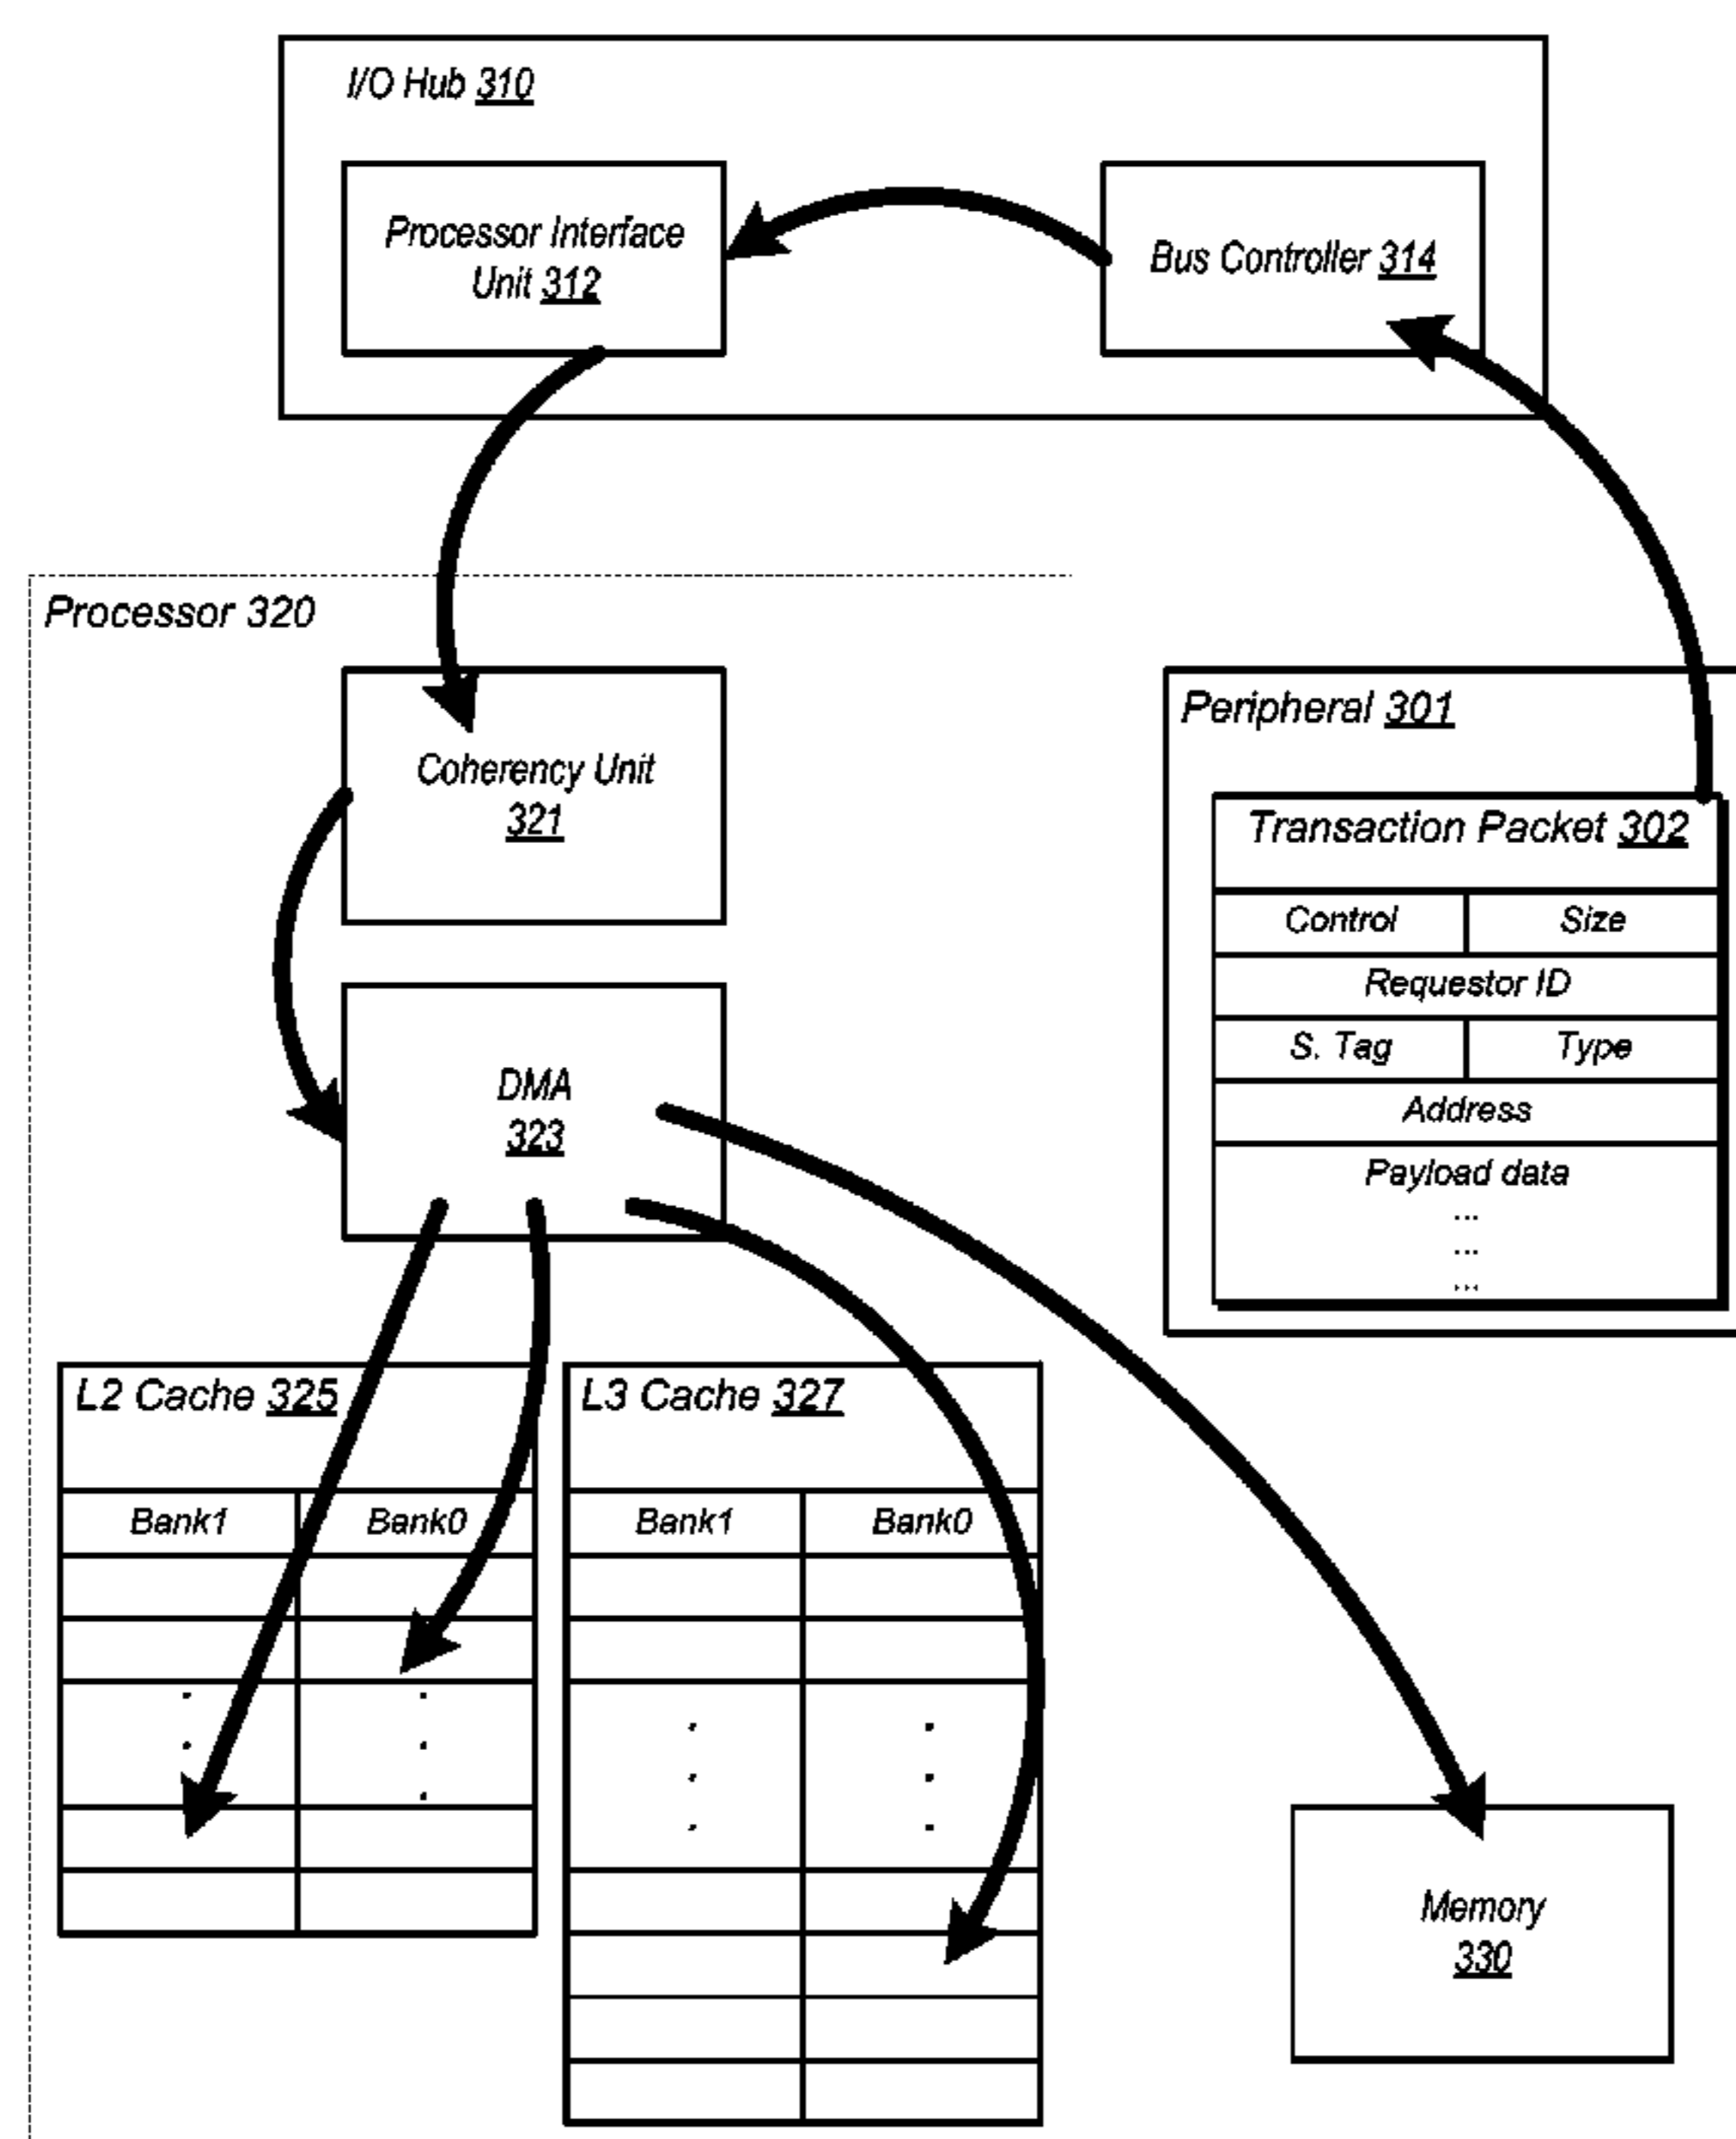 I/O Hub 310
Processor Interface
Unit 312
Bus Controller 314
Processor 320
Coherency Unit
321
Peripheral 301
Transaction Packet 302
Control Size
Requestor ID
S. Tag Type
Address
Payload data
...
...
...
DMA
323
L2 Cache 325
Bank1 Bank0
L3 Cache 327
Bank1 Bank0
Memory
330